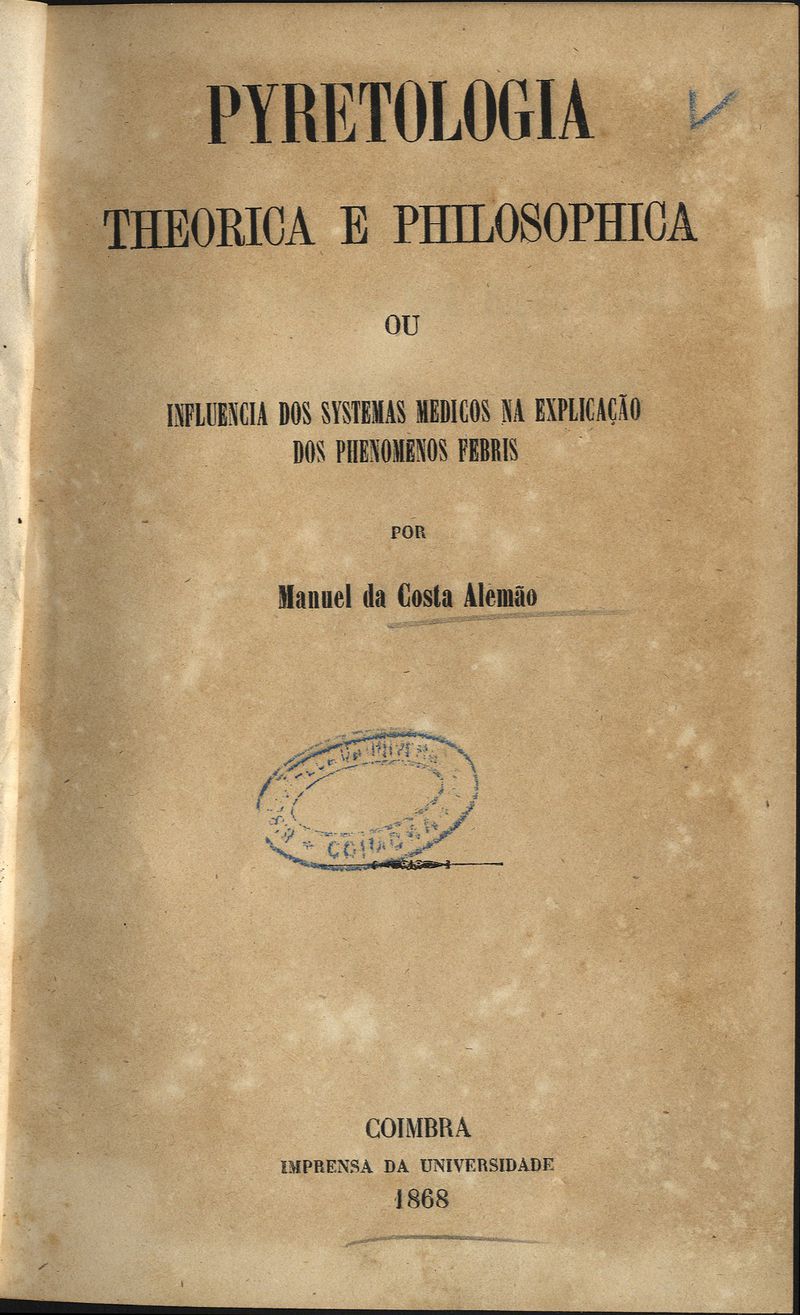 PYRETOLOGIA
THEORICA E PHILOSOPHICA
OU
INFLUENCIA DOS SYSTEMAS MEDICOS NA EXPLICAÇÃO
DOS PHENOMENOS FEBRIS
POR
Manuel da Costa Alemão
COIMBRA
IMPRENSA DA UNIVERSIDADE
1868